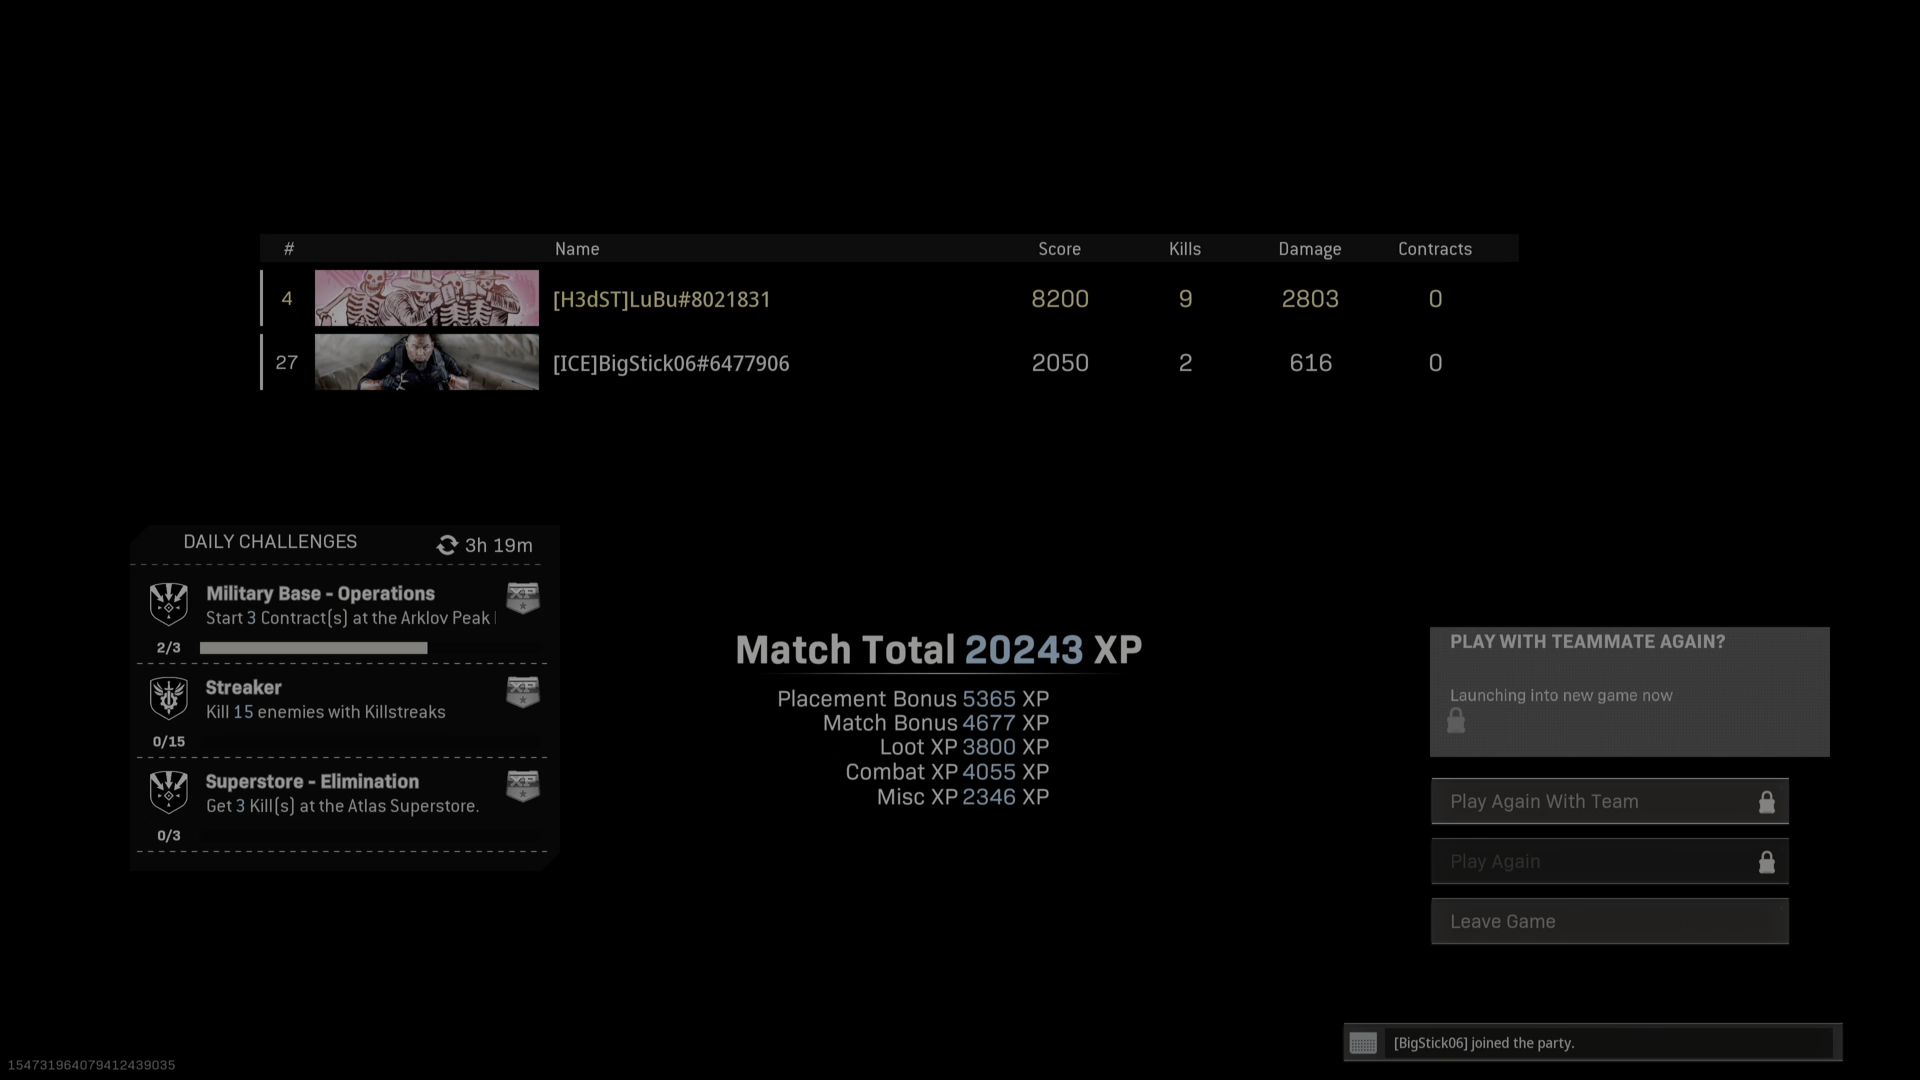 # Name Score Kills Damage Contracts
4 [H3dST]LuBu#8021831 8200 9 2803 0
27 [ICE]BigStick06#6477906 2050 2 616 0
DAILY CHALLENGES 3h 19m
Military Base - Operations XP
Start 3 Contract(s) at the Arklov Peak
2/3
Streaker XP
Kill 15 enemies with Killstreaks
0/15
Superstore - Elimination XP
Get 3 Kill(s) at the Atlas Superstore.
0/3
Match Total 20243 XP
Placement Bonus 5365 XP
Match Bonus 4677 XP
Loot XP 3800 XP
Combat XP 4055 XP
Misc XP 2346 XP
PLAY WITH TEAMMATE AGAIN?
Launching into new game now
Play Again With Team
Play Again
Leave Game
[BigStick06] joined the party.
154731964079412439035